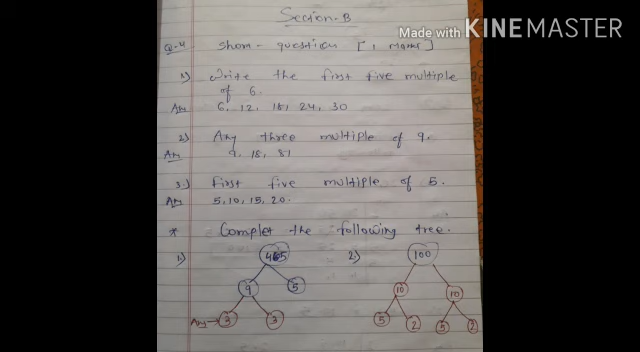 Made with KINEMASTER
Section-B
Q-4 Short-question [1 marks]
1) Write the first five multiple
of 6.
Ans 6, 12, 18, 24, 30
2) Any three multiple of 9.
Ans 9, 18, 81
3.) First five multiple of 5.
Ans 5, 10, 15, 20.
* Complet the following tree.
1) 2)
100
9 5 10 10
Ans→ 3 3 5 2 5 2